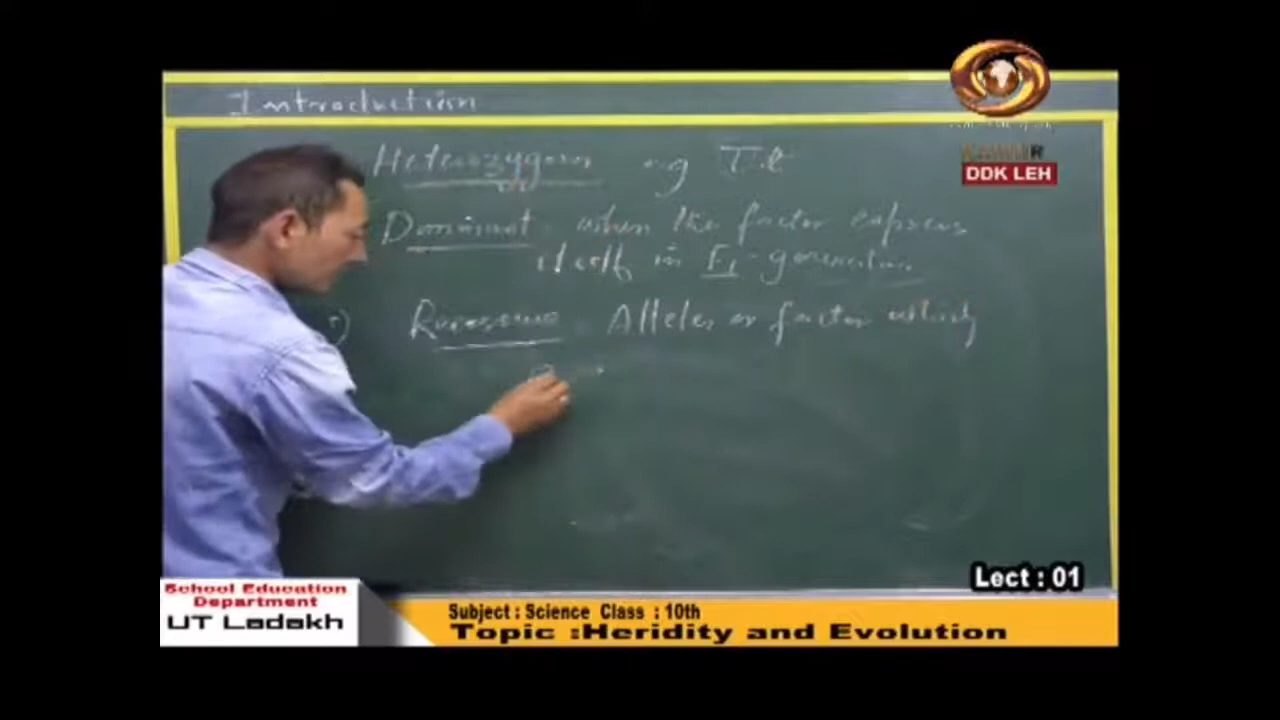 Introduction
DDK LEH
Heterozygous eg Tt
Dominant when the factor express
itself in F1-generation
Recessive Alleles or factor which
Lect : 01
School Education
Department
UT Ladakh
Subject : Science Class : 10th
Topic :Heridity and Evolution